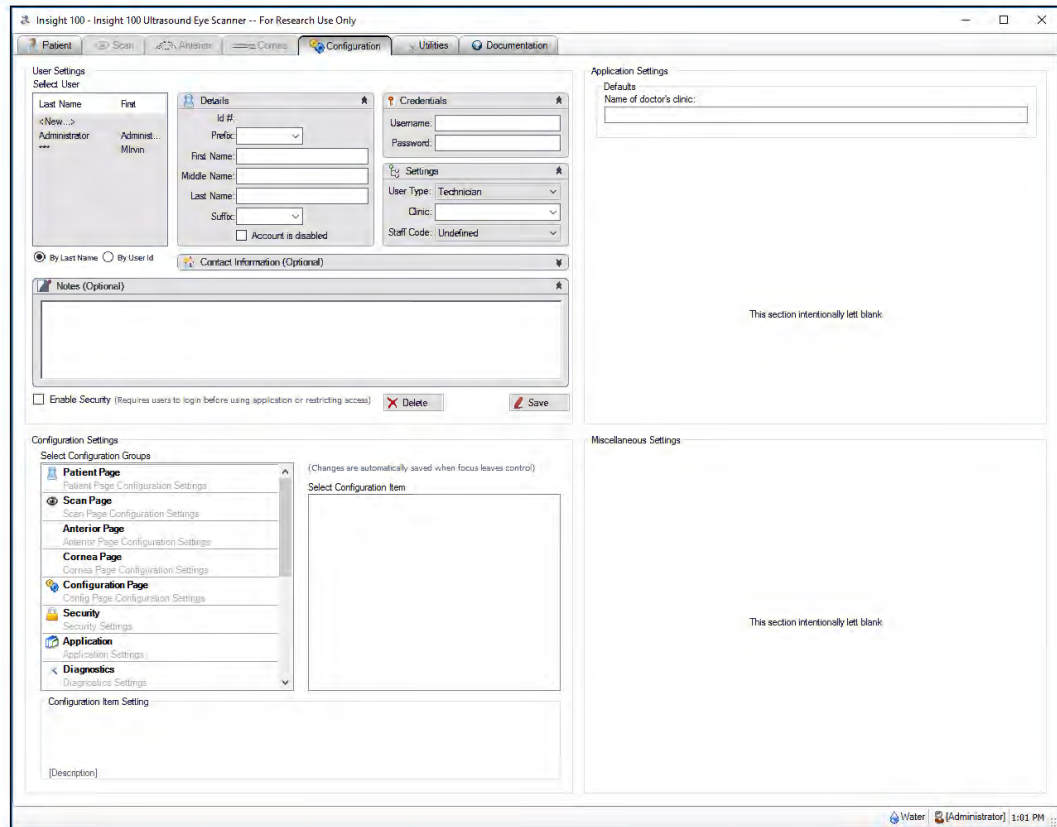 Insight 100 - Insight 100 Ultrasound Eye Scanner -- For Research Use Only
Patient Scan Anterior Cornea Configuration Utilities Documentation
User Settings
Select User
Last Name First
<New...>
Administrator Administ...
*** MIrvin
By Last Name By User Id
Details
Id #:
Prefix:
First Name:
Middle Name:
Last Name:
Suffix:
Account is disabled
Credentials
Username:
Password:
Settings
User Type: Technician
Clinic:
Staff Code: Undefined
Contact Information (Optional)
Notes (Optional)
Enable Security (Requires users to login before using application or restricting access)
Delete
Save
Application Settings
Defaults
Name of doctor's clinic:
This section intentionally left blank
Configuration Settings
Select Configuration Groups
Patient Page
Patient Page Configuration Settings
Scan Page
Scan Page Configuration Settings
Anterior Page
Anterior Page Configuration Settings
Cornea Page
Cornea Page Configuration Settings
Configuration Page
Config Page Configuration Settings
Security
Security Settings
Application
Application Settings
Diagnostics
Diagnostics Settings
(Changes are automatically saved when focus leaves control)
Select Configuration Item
Configuration Item Setting
[Description]
Miscellaneous Settings
This section intentionally left blank
Water [Administrator] 1:01 PM